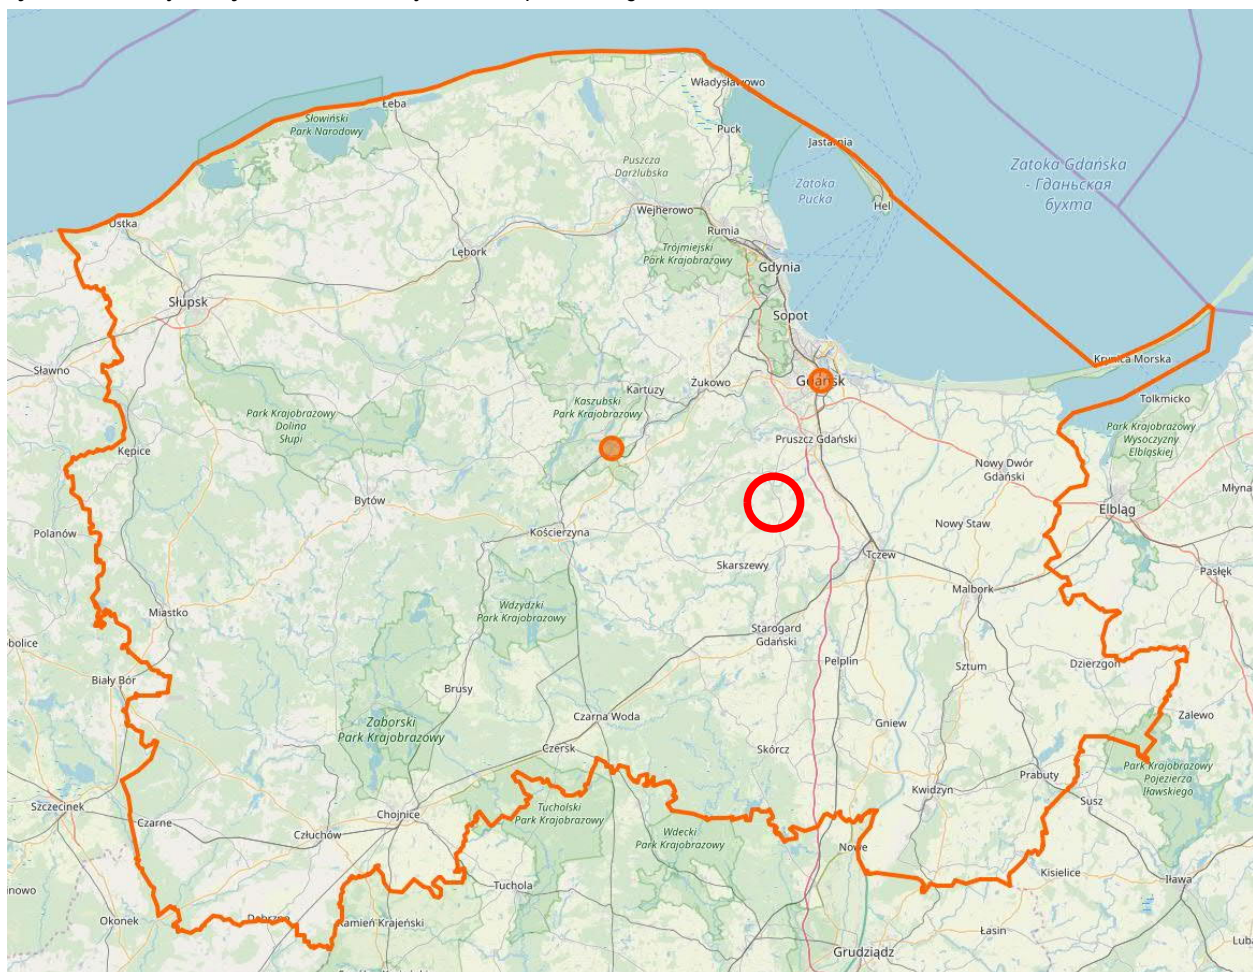 Władysławowo
Łeba
Słowiński
Park Narodowy
Puck
Jastarnia
Puszcza
Darżlubska
Zatoka
Pucka
Zatoka Gdańska
- Гданьская
бухта
Hel
Wejherowo
Ustka
Rumia
Trójmiejski
Park Krajobrazowy
Lębork
Gdynia
Słupsk
Sopot
Krynica Morska
Sławno
Gdańsk
Kartuzy
Żukowo
Kaszubski
Park Krajobrazowy
Tolkmicko
Park Krajobrazowy
Dolina
Słupi
Park Krajobrazowy
Wysoczyzny
Elbląskiej
Pruszcz Gdański
Kępice
Nowy Dwór
Gdański
Młyna
Bytów
Elbląg
Nowy Staw
Polanów
Kościerzyna
Tczew
Skarszewy
Pasłęk
Malbork
Wdzydzki
Park Krajobrazowy
Miastko
Starogard
Gdański
obolice
Pelplin
Sztum
Dzierzgoń
Biały Bór
Brusy
Czarna Woda
Zaborski
Park Krajobrazowy
Gniew
Zalewo
Czersk
Skórcz
Park Krajobrazowy
Pojezierza
Iławskiego
Prabuty
Kwidzyn
Susz
Szczecinek
Tucholski
Park Krajobrazowy
Chojnice
Czarne
Człuchów
Wdecki
Park Krajobrazowy
Nowe
Kisielice
Iława
Tuchola
nowo
Okonek
Debrzno
Kamień Krajeński
Łasin
Lub
Grudziądz